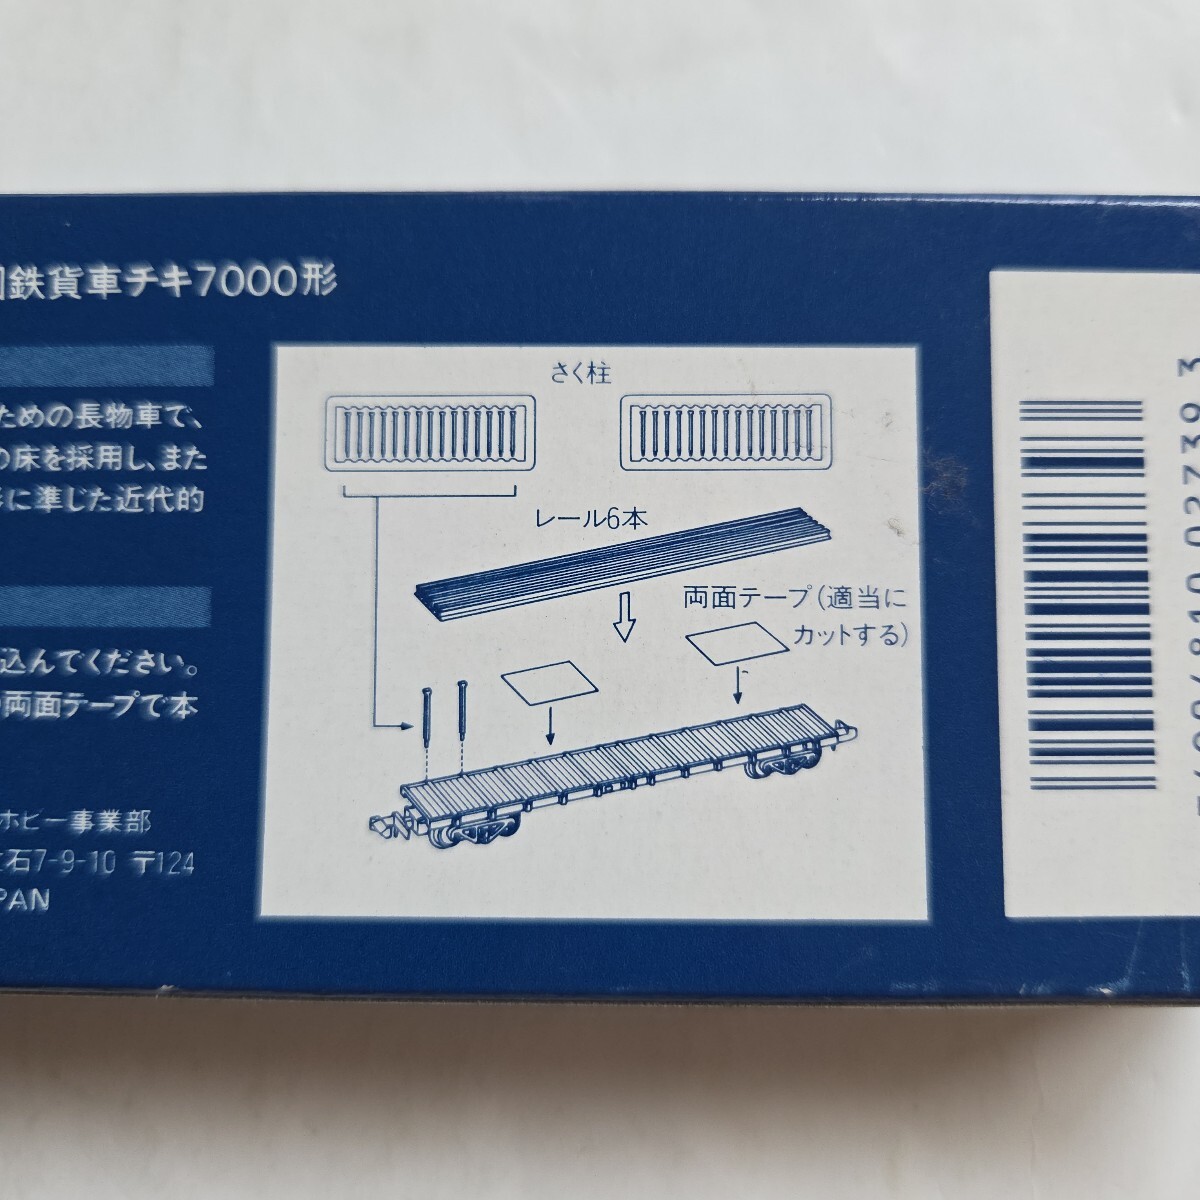 鉄貨車チキ7000形
ための長物車で、
の床を採用し、また
に準じた近代的
込んでください。
両面テープで本
ホビー事業部
石7-9-10 〒124
PAN
さく柱
レール6本
両面テープ(適当に
カットする)